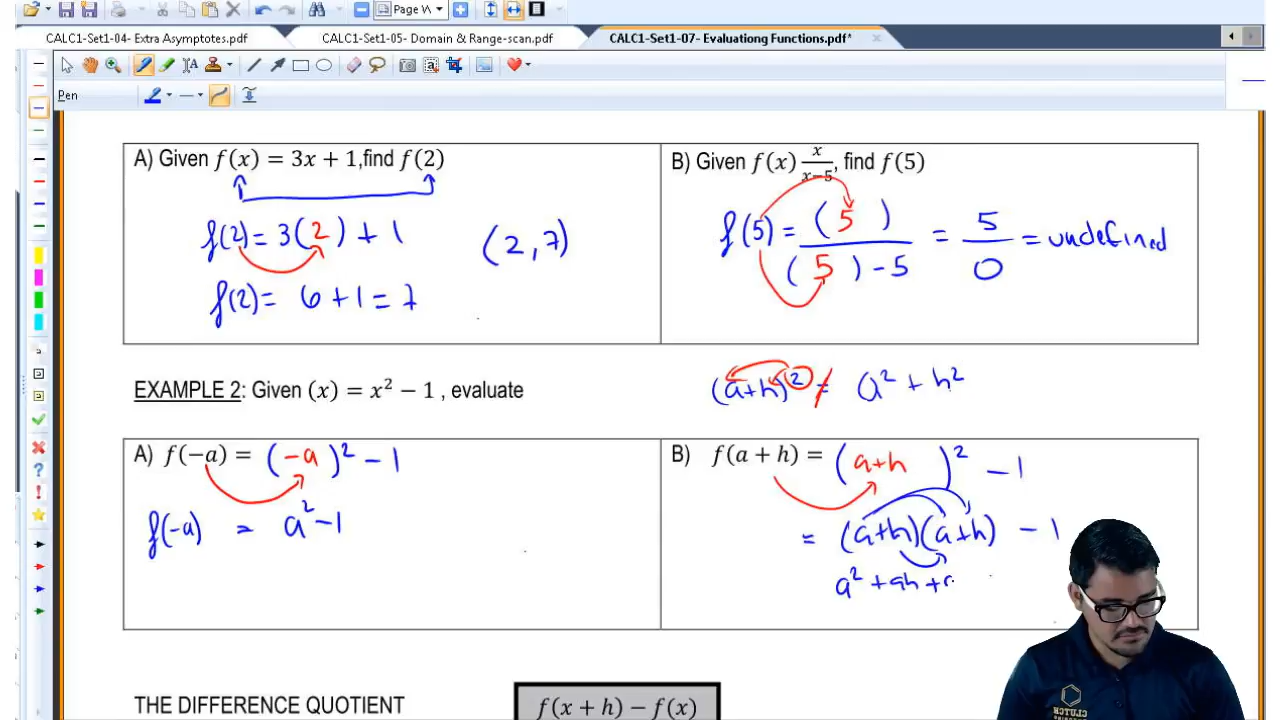 Page W
CALC1-Set1-04- Extra Asymptotes.pdf
CALC1-Set1-05- Domain & Range-scan.pdf
CALC1-Set1-07- Evaluationg Functions.pdf*
Pen
A) Given f(x) = 3x + 1,find f(2)
f(2) = 3(2) + 1
(2,7)
f(2) = 6 + 1 = 7
B) Given f(x) x/x−5, find f(5)
f(5) = (5)/(5) - 5 = 5/0 = undefined
EXAMPLE 2: Given (x) = x² − 1 , evaluate
(a+h)² ≠ a² + h²
A) f(−a) = (-a)² - 1
f(-a) = a² - 1
B) f(a + h) = (a+h)² - 1
= (a+h)(a+h) - 1
a² + ah +
THE DIFFERENCE QUOTIENT
f(x + h) − f(x)
CLUTCH